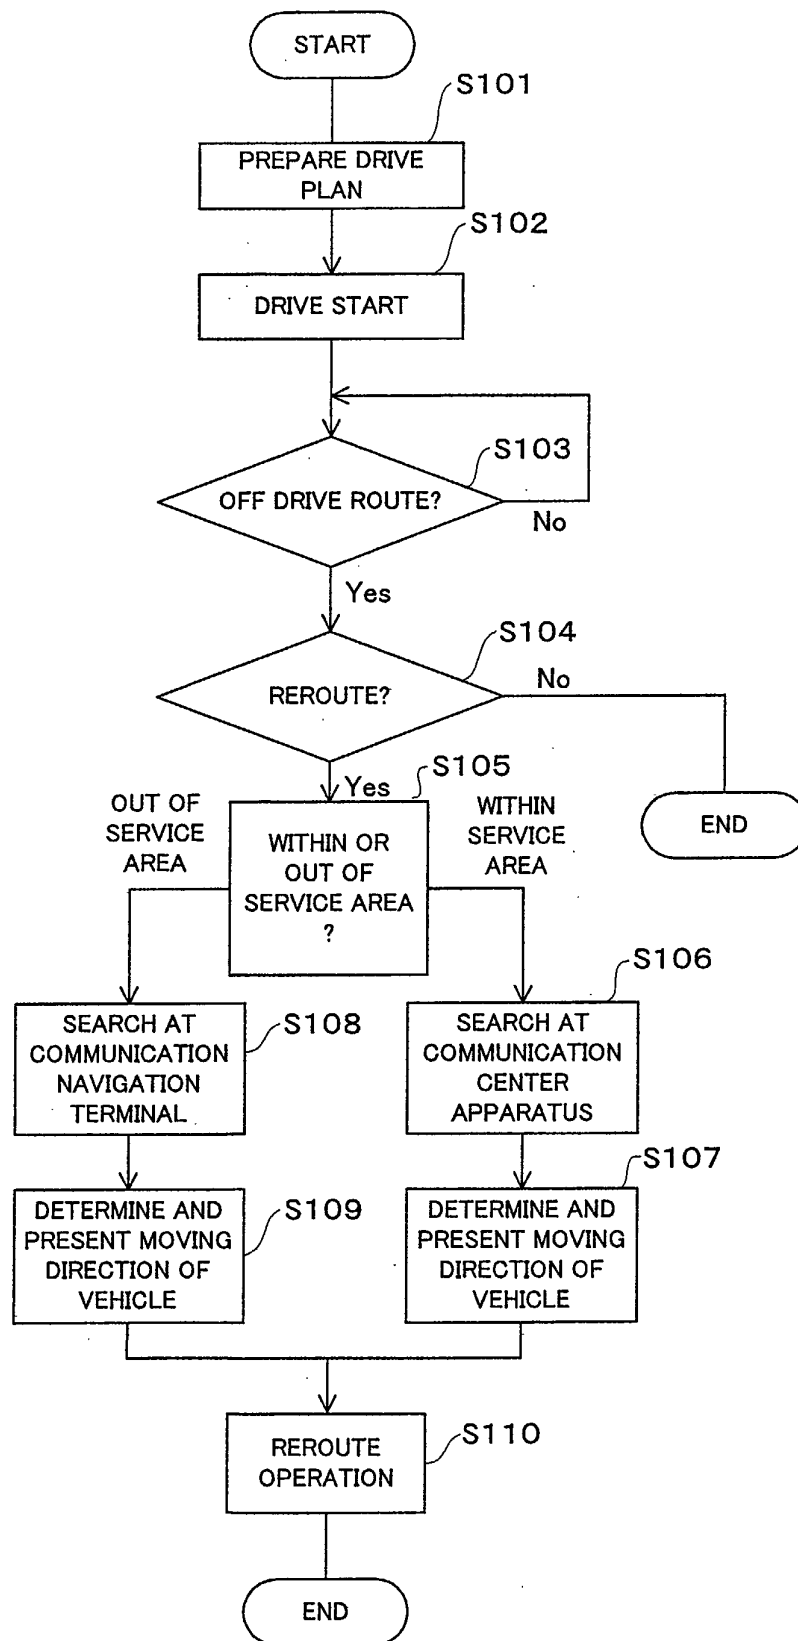 START
S101
PREPARE DRIVE
PLAN
S102
DRIVE START
S103
OFF DRIVE ROUTE?
No
Yes
S104
REROUTE?
No
Yes
S105
OUT OF
SERVICE
AREA
WITHIN OR
OUT OF
SERVICE AREA
?
WITHIN
SERVICE
AREA
END
S108
SEARCH AT
COMMUNICATION
NAVIGATION
TERMINAL
S106
SEARCH AT
COMMUNICATION
CENTER
APPARATUS
S109
DETERMINE AND
PRESENT MOVING
DIRECTION OF
VEHICLE
S107
DETERMINE AND
PRESENT MOVING
DIRECTION OF
VEHICLE
S110
REROUTE
OPERATION
END